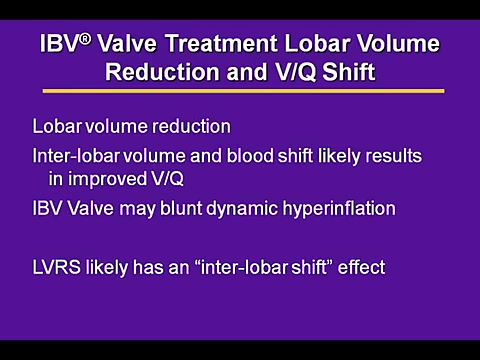 IBV® Valve Treatment Lobar Volume
Reduction and V/Q Shift
Lobar volume reduction
Inter-lobar volume and blood shift likely results
in improved V/Q
IBV Valve may blunt dynamic hyperinflation
LVRS likely has an “inter-lobar shift” effect